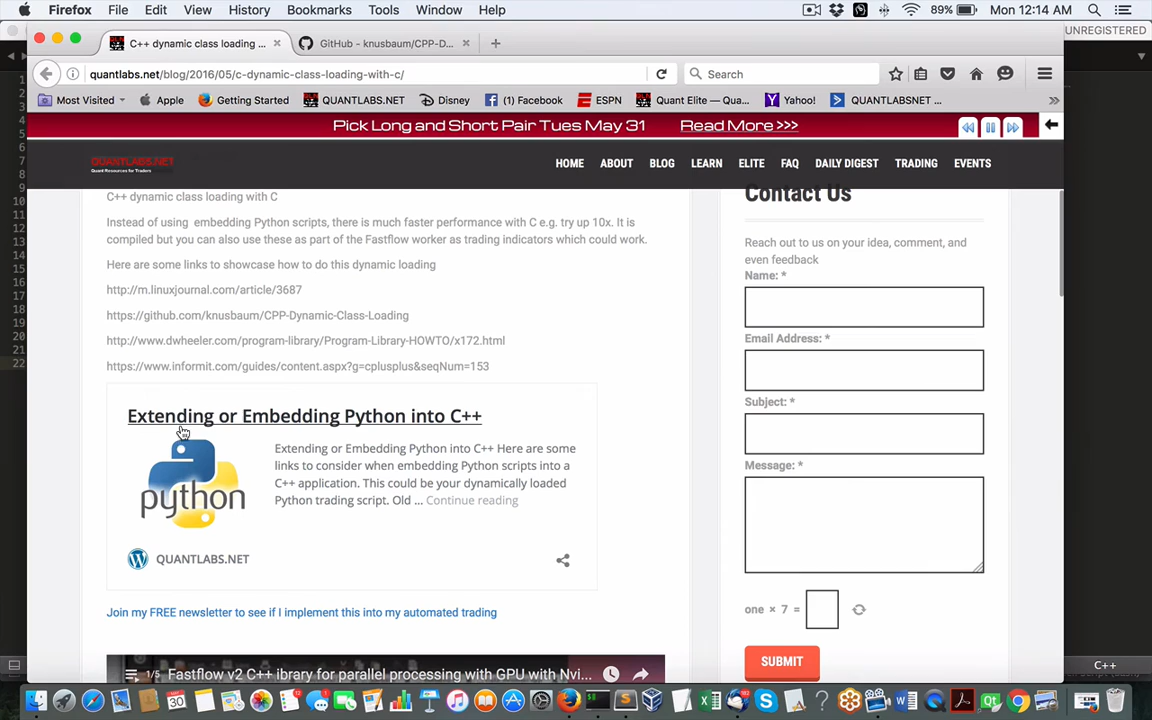 Firefox File Edit View History Bookmarks Tools Window Help 89% Mon 12:14 AM
UNREGISTERED
C++ dynamic class loading ... GitHub - knusbaum/CPP-D...
quantlabs.net/blog/2016/05/c-dynamic-class-loading-with-c/ Search
Most Visited Apple Getting Started QUANTLABS.NET Disney (1) Facebook ESPN Quant Elite — Qua... Yahoo! QUANTLABSNET ...
Pick Long and Short Pair Tues May 31 Read More >>>
QUANTLABS.NET
Quant Resources for Traders
HOME ABOUT BLOG LEARN ELITE FAQ DAILY DIGEST TRADING EVENTS
C++ dynamic class loading with C
Instead of using embedding Python scripts, there is much faster performance with C e.g. try up 10x. It is
compiled but you can also use these as part of the Fastflow worker as trading indicators which could work.
Here are some links to showcase how to do this dynamic loading
http://m.linuxjournal.com/article/3687
https://github.com/knusbaum/CPP-Dynamic-Class-Loading
http://www.dwheeler.com/program-library/Program-Library-HOWTO/x172.html
https://www.informit.com/guides/content.aspx?g=cplusplus&seqNum=153
Extending or Embedding Python into C++
python
Extending or Embedding Python into C++ Here are some
links to consider when embedding Python scripts into a
C++ application. This could be your dynamically loaded
Python trading script. Old ... Continue reading
QUANTLABS.NET
Join my FREE newsletter to see if I implement this into my automated trading
1/5 Fastflow v2 C++ ibrary for parallel processing with GPU with Nvi...
Contact Us
Reach out to us on your idea, comment, and
even feedback
Name: *
Email Address: *
Subject: *
Message: *
one × 7 =
SUBMIT
C++